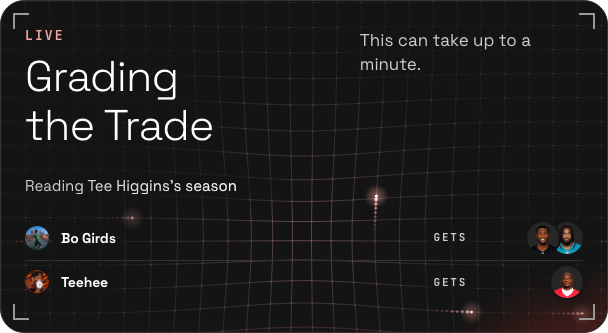 LIVE
Grading
the Trade
This can take up to a
minute.
Reading Tee Higgins's season
Bo Girds
GETS
Teehee
GETS